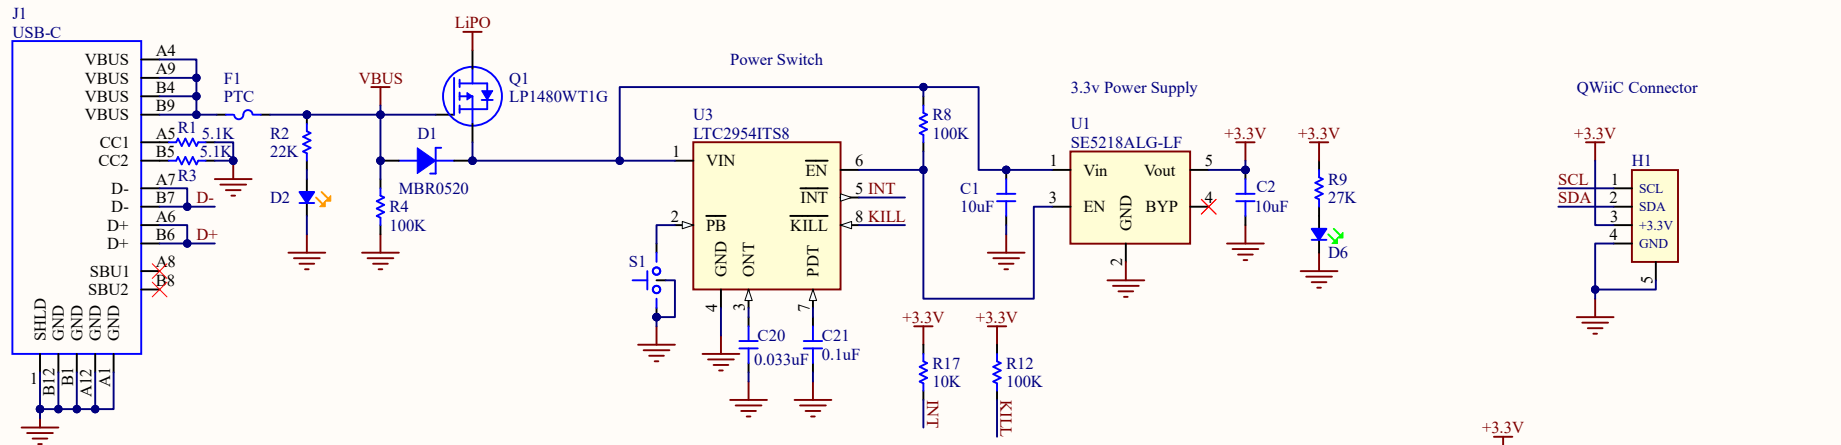 J1
USB-C
VBUS A4
VBUS A9
VBUS B4
VBUS B9
CC1 A5 R1 5.1K
CC2 B5 5.1K
R3
D- A7
D- B7 D-
D+ A6
D+ B6 D+
SBU1 A8
SBU2 B8
SHLD GND GND GND GND
1 B12 B1 A12 A1
F1
PTC
R2
22K
D2
VBUS
D1
MBR0520
R4
100K
LiPO
Q1
LP1480WT1G
Power Switch
U3
LTC2954ITS8
1 VIN
EN 6
INT 5 INT
2 PB
KILL 8 KILL
GND ONT PDT
4 3 7
S1
C20
0.033uF
C21
0.1uF
R8
100K
+3.3V
R17
10K
INT
+3.3V
R12
100K
KILL
3.3v Power Supply
U1
SE5218ALG-LF
1 Vin Vout 5
3 EN BYP 4
GND
2
C1
10uF
+3.3V
C2
10uF
+3.3V
R9
27K
D6
QWiiC Connector
+3.3V
H1
SCL 1 SCL
SDA 2 SDA
3 +3.3V
4 GND
5
+3.3V